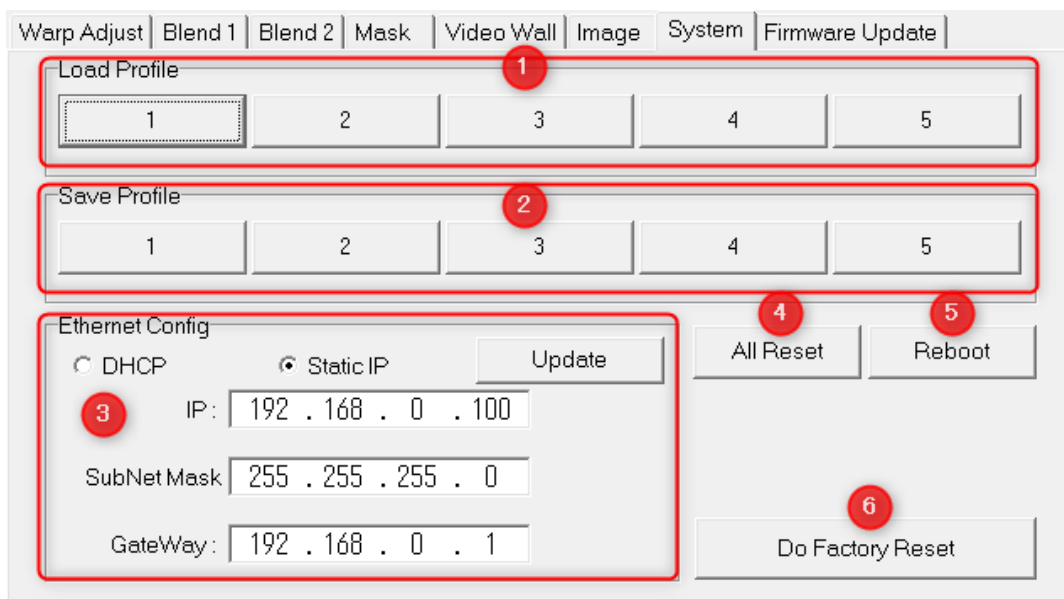 Warp Adjust Blend 1 Blend 2 Mask Video Wall Image System Firmware Update
Load Profile
1
1 2 3 4 5
Save Profile
2
1 2 3 4 5
Ethernet Config
4
5
DHCP Static IP Update
All Reset Reboot
3
IP : 192 . 168 . 0 . 100
SubNet Mask 255 . 255 . 255 . 0
6
GateWay : 192 . 168 . 0 . 1
Do Factory Reset